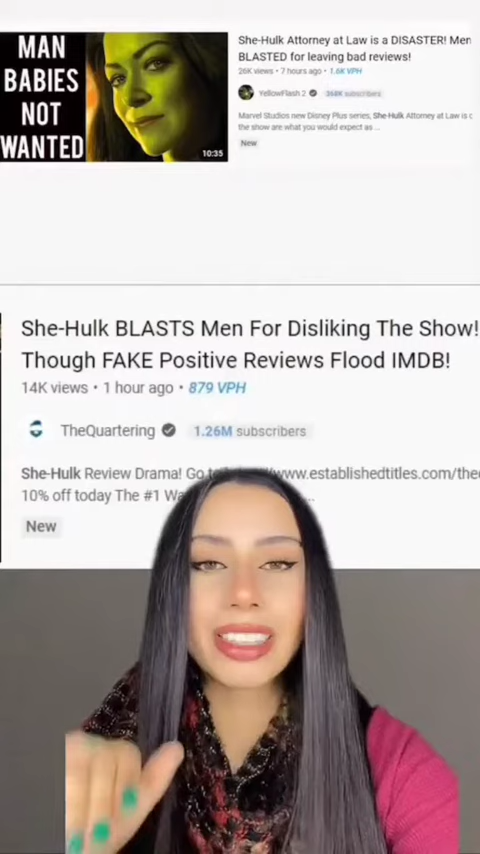 MAN
BABIES
NOT
WANTED
10:35
She-Hulk Attorney at Law is a DISASTER! Men
BLASTED for leaving bad reviews!
26K views • 7 hours ago • 1.6K VPH
YellowFlash 2
368K subscribers
Marvel Studios new Disney Plus series, She-Hulk Attorney at Law is
the show are what you would expect as ...
New
She-Hulk BLASTS Men For Disliking The Show!
Though FAKE Positive Reviews Flood IMDB!
14K views • 1 hour ago • 879 VPH
TheQuartering
1.26M subscribers
She-Hulk Review Drama! Go www.establishedtitles.com/the
10% off today The #1 ...
New